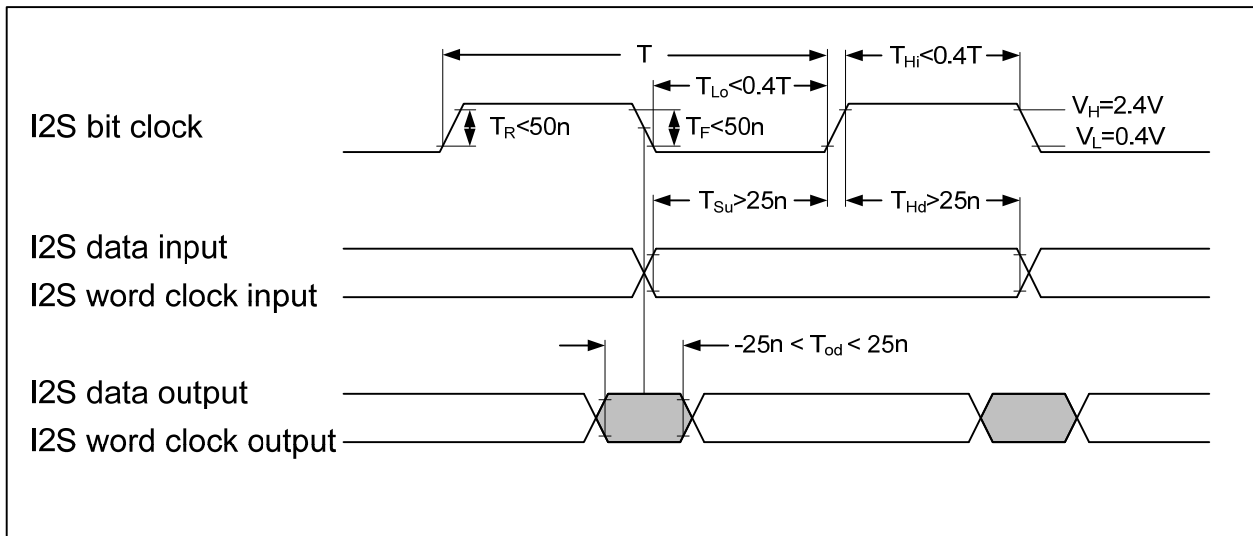 T
T_Hi<0.4T
T_Lo<0.4T
I2S bit clock
T_R<50n
T_F<50n
V_H=2.4V
V_L=0.4V
T_Su>25n
T_Hd>25n
I2S data input
I2S word clock input
-25n < T_od < 25n
I2S data output
I2S word clock output